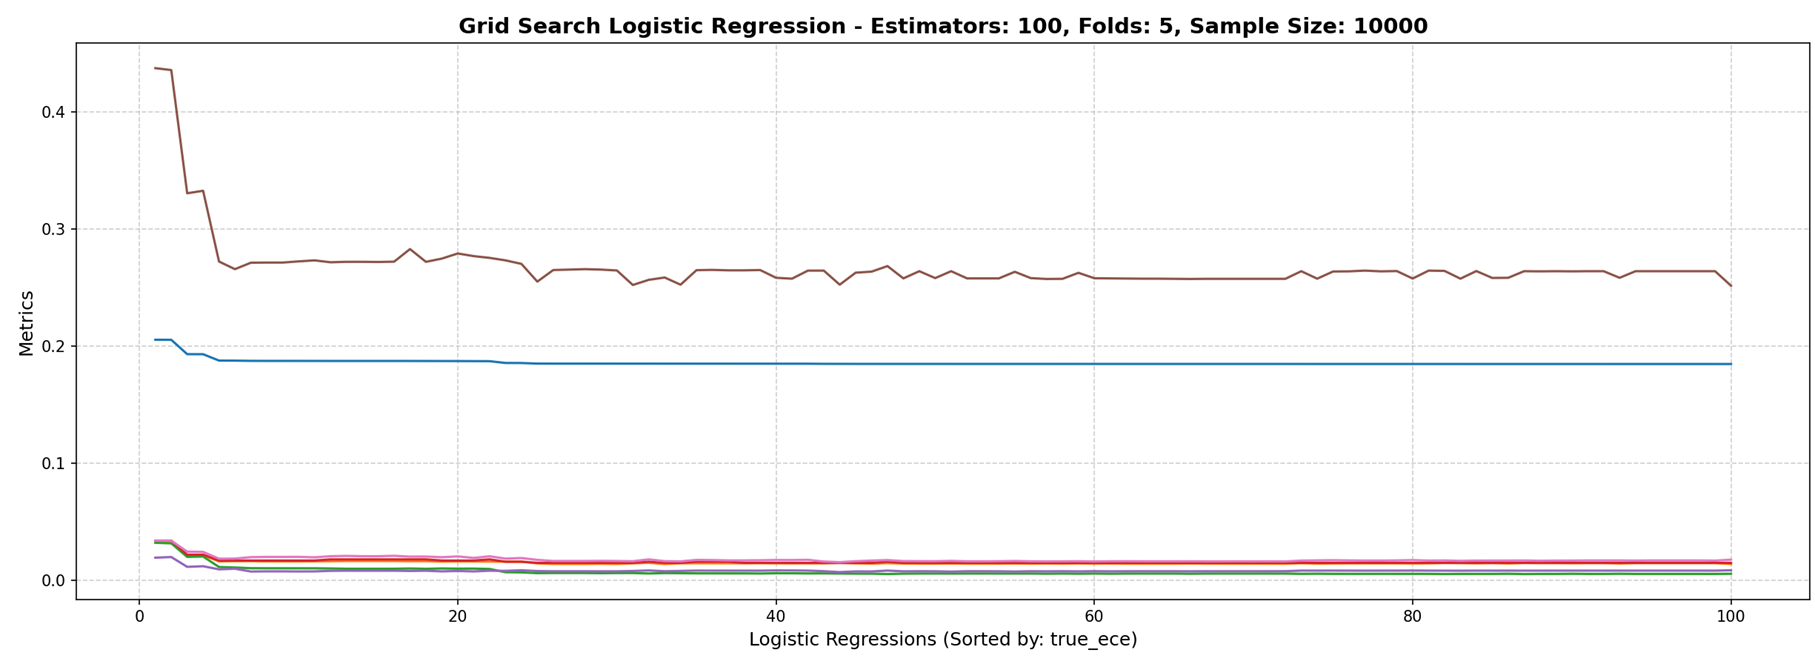 Grid Search Logistic Regression - Estimators: 100, Folds: 5, Sample Size: 10000
Metrics
0.4
0.3
0.2
0.1
0.0
0 20 40 60 80 100
Logistic Regressions (Sorted by: true_ece)